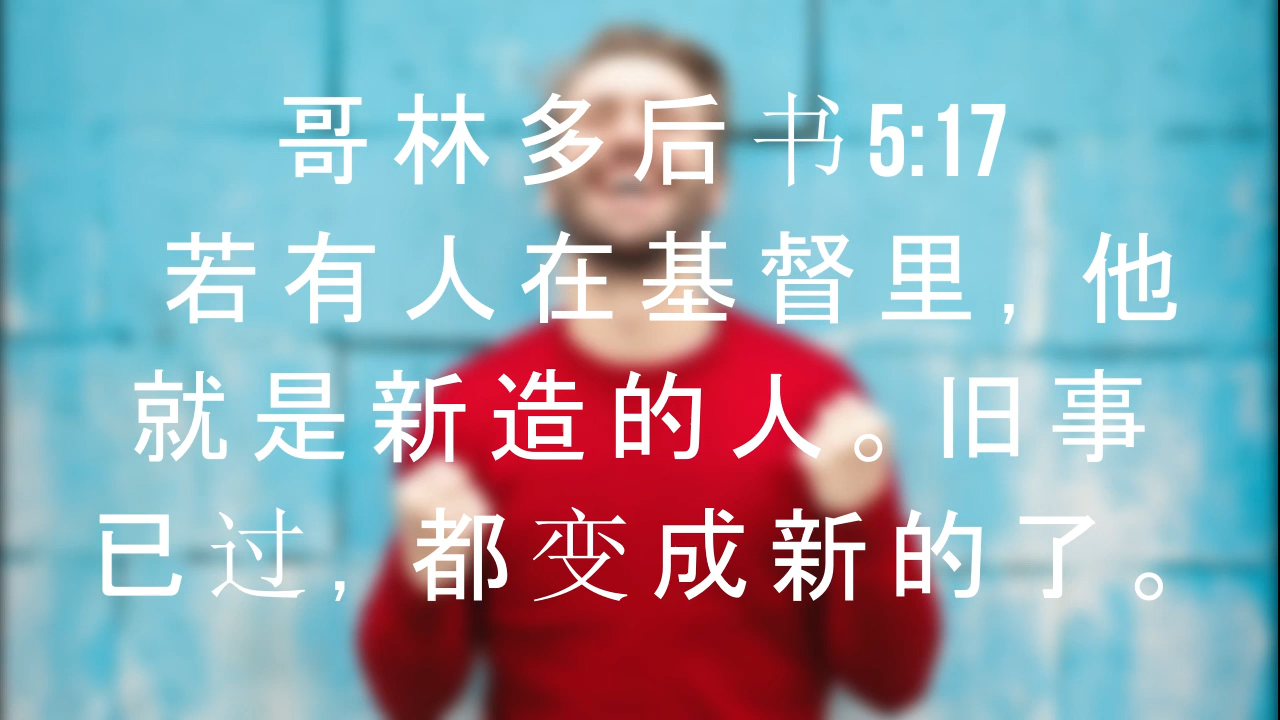 哥林多后书 5:17
若有人在基督里, 他
就是新造的人。旧事
已过, 都变成新的了。